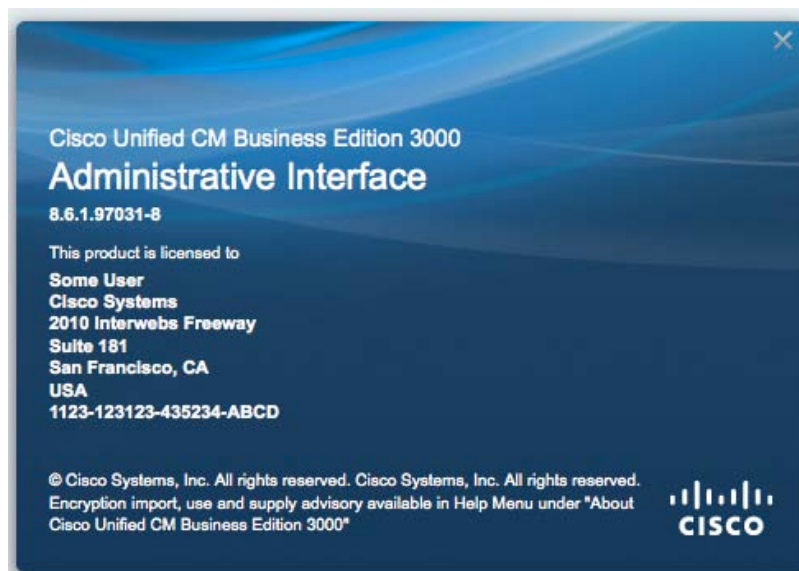 Cisco Unified CM Business Edition 3000
Administrative Interface
8.6.1.97031-8
This product is licensed to
Some User
Cisco Systems
2010 Interwebs Freeway
Suite 181
San Francisco, CA
USA
1123-123123-435234-ABCD
© Cisco Systems, Inc. All rights reserved. Cisco Systems, Inc. All rights reserved.
Encryption import, use and supply advisory available in Help Menu under "About
Cisco Unified CM Business Edition 3000"
CISCO